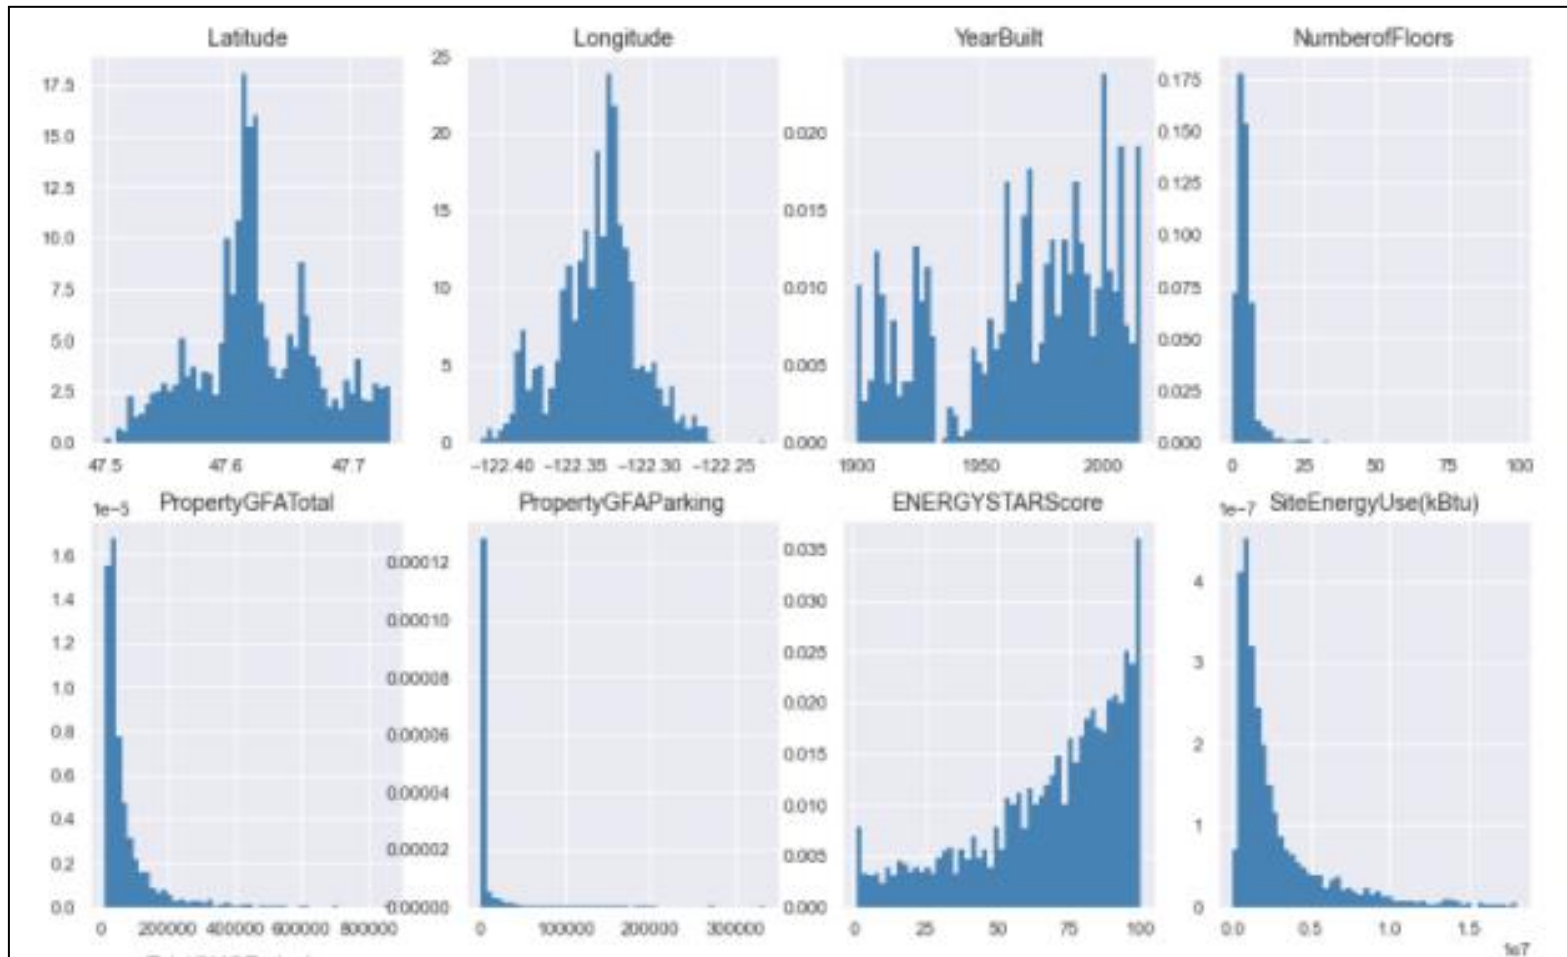 Latitude
Longitude
YearBuilt
NumberofFloors
17.5
15.0
12.5
10.0
7.5
5.0
2.5
0.0
47.5 47.6 47.7
25
20
15
10
5
0
−122.40 −122.35 −122.30 −122.25
0.020
0.015
0.010
0.005
0.000
1900 1950 2000
0.175
0.150
0.125
0.100
0.075
0.050
0.025
0.000
0 25 50 75 100
1e−5
PropertyGFATotal
PropertyGFAParking
ENERGYSTARScore
1e−7
SiteEnergyUse(kBtu)
1.6
1.4
1.2
1.0
0.8
0.6
0.4
0.2
0.0
0 200000 400000 600000 800000
0.00012
0.00010
0.00008
0.00006
0.00004
0.00002
0.00000
0 100000 200000 300000
0.035
0.030
0.025
0.020
0.015
0.010
0.005
0.000
0 25 50 75 100
4
3
2
1
0
0.0 0.5 1.0 1.5
1e7